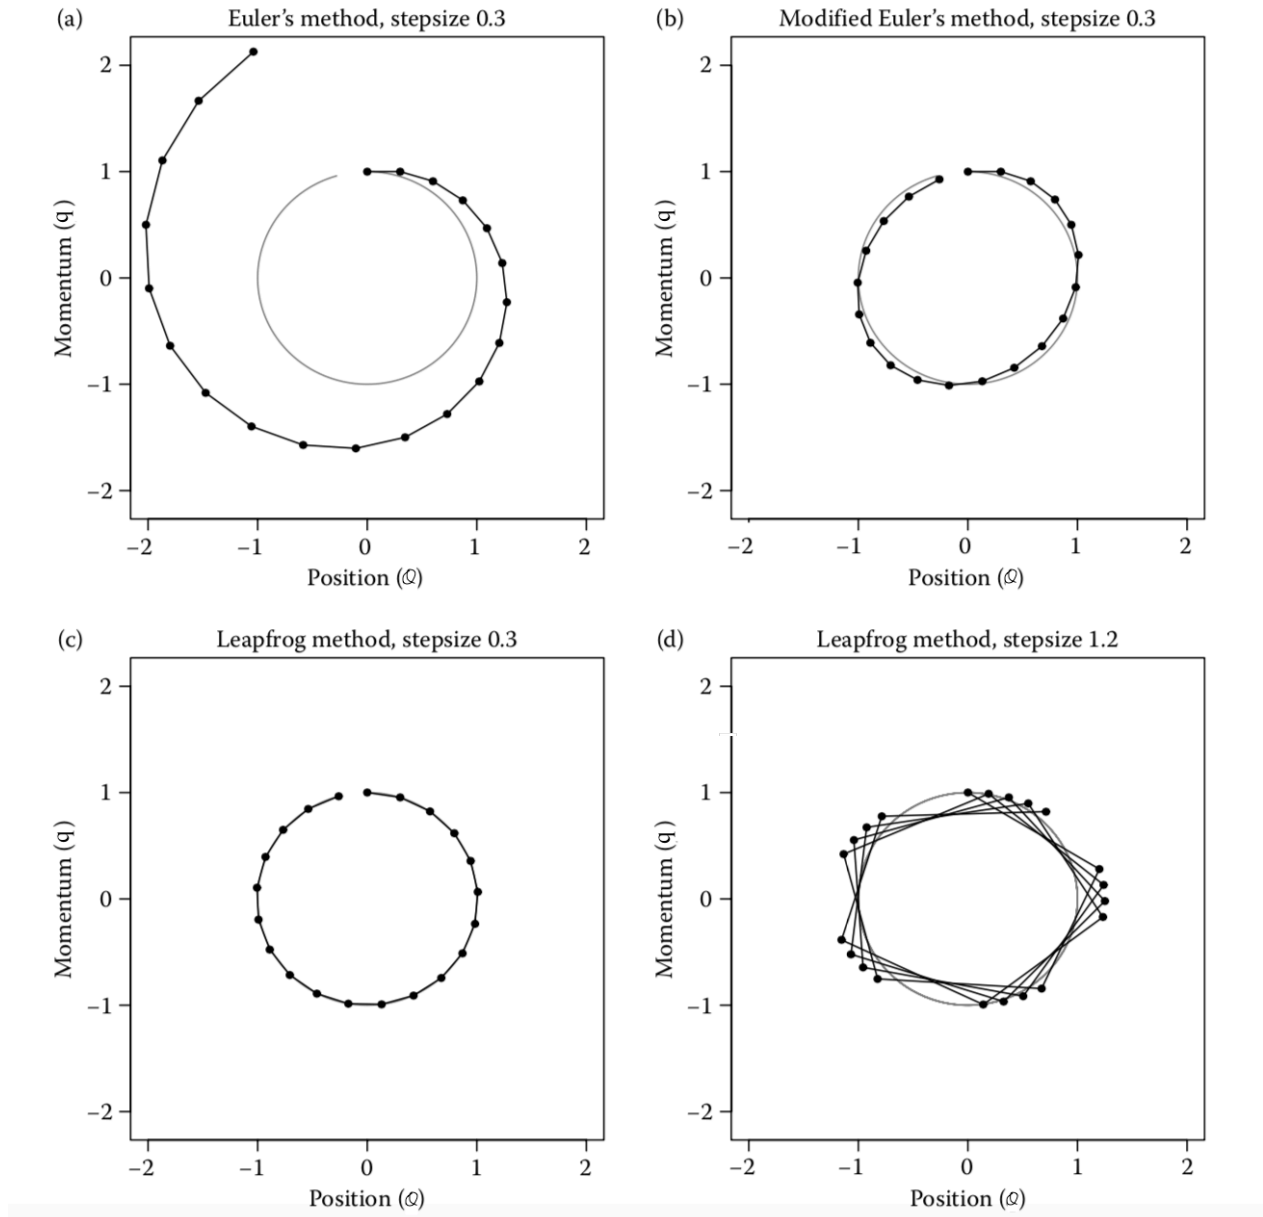 (a) Euler’s method, stepsize 0.3
2
1
0
−1
−2
Momentum (q)
−2 −1 0 1 2
Position (𝒬)
(b) Modified Euler’s method, stepsize 0.3
2
1
0
−1
−2
Momentum (q)
−2 −1 0 1 2
Position (𝒬)
(c) Leapfrog method, stepsize 0.3
2
1
0
−1
−2
Momentum (q)
−2 −1 0 1 2
Position (𝒬)
(d) Leapfrog method, stepsize 1.2
2
1
0
−1
−2
Momentum (q)
−2 −1 0 1 2
Position (𝒬)